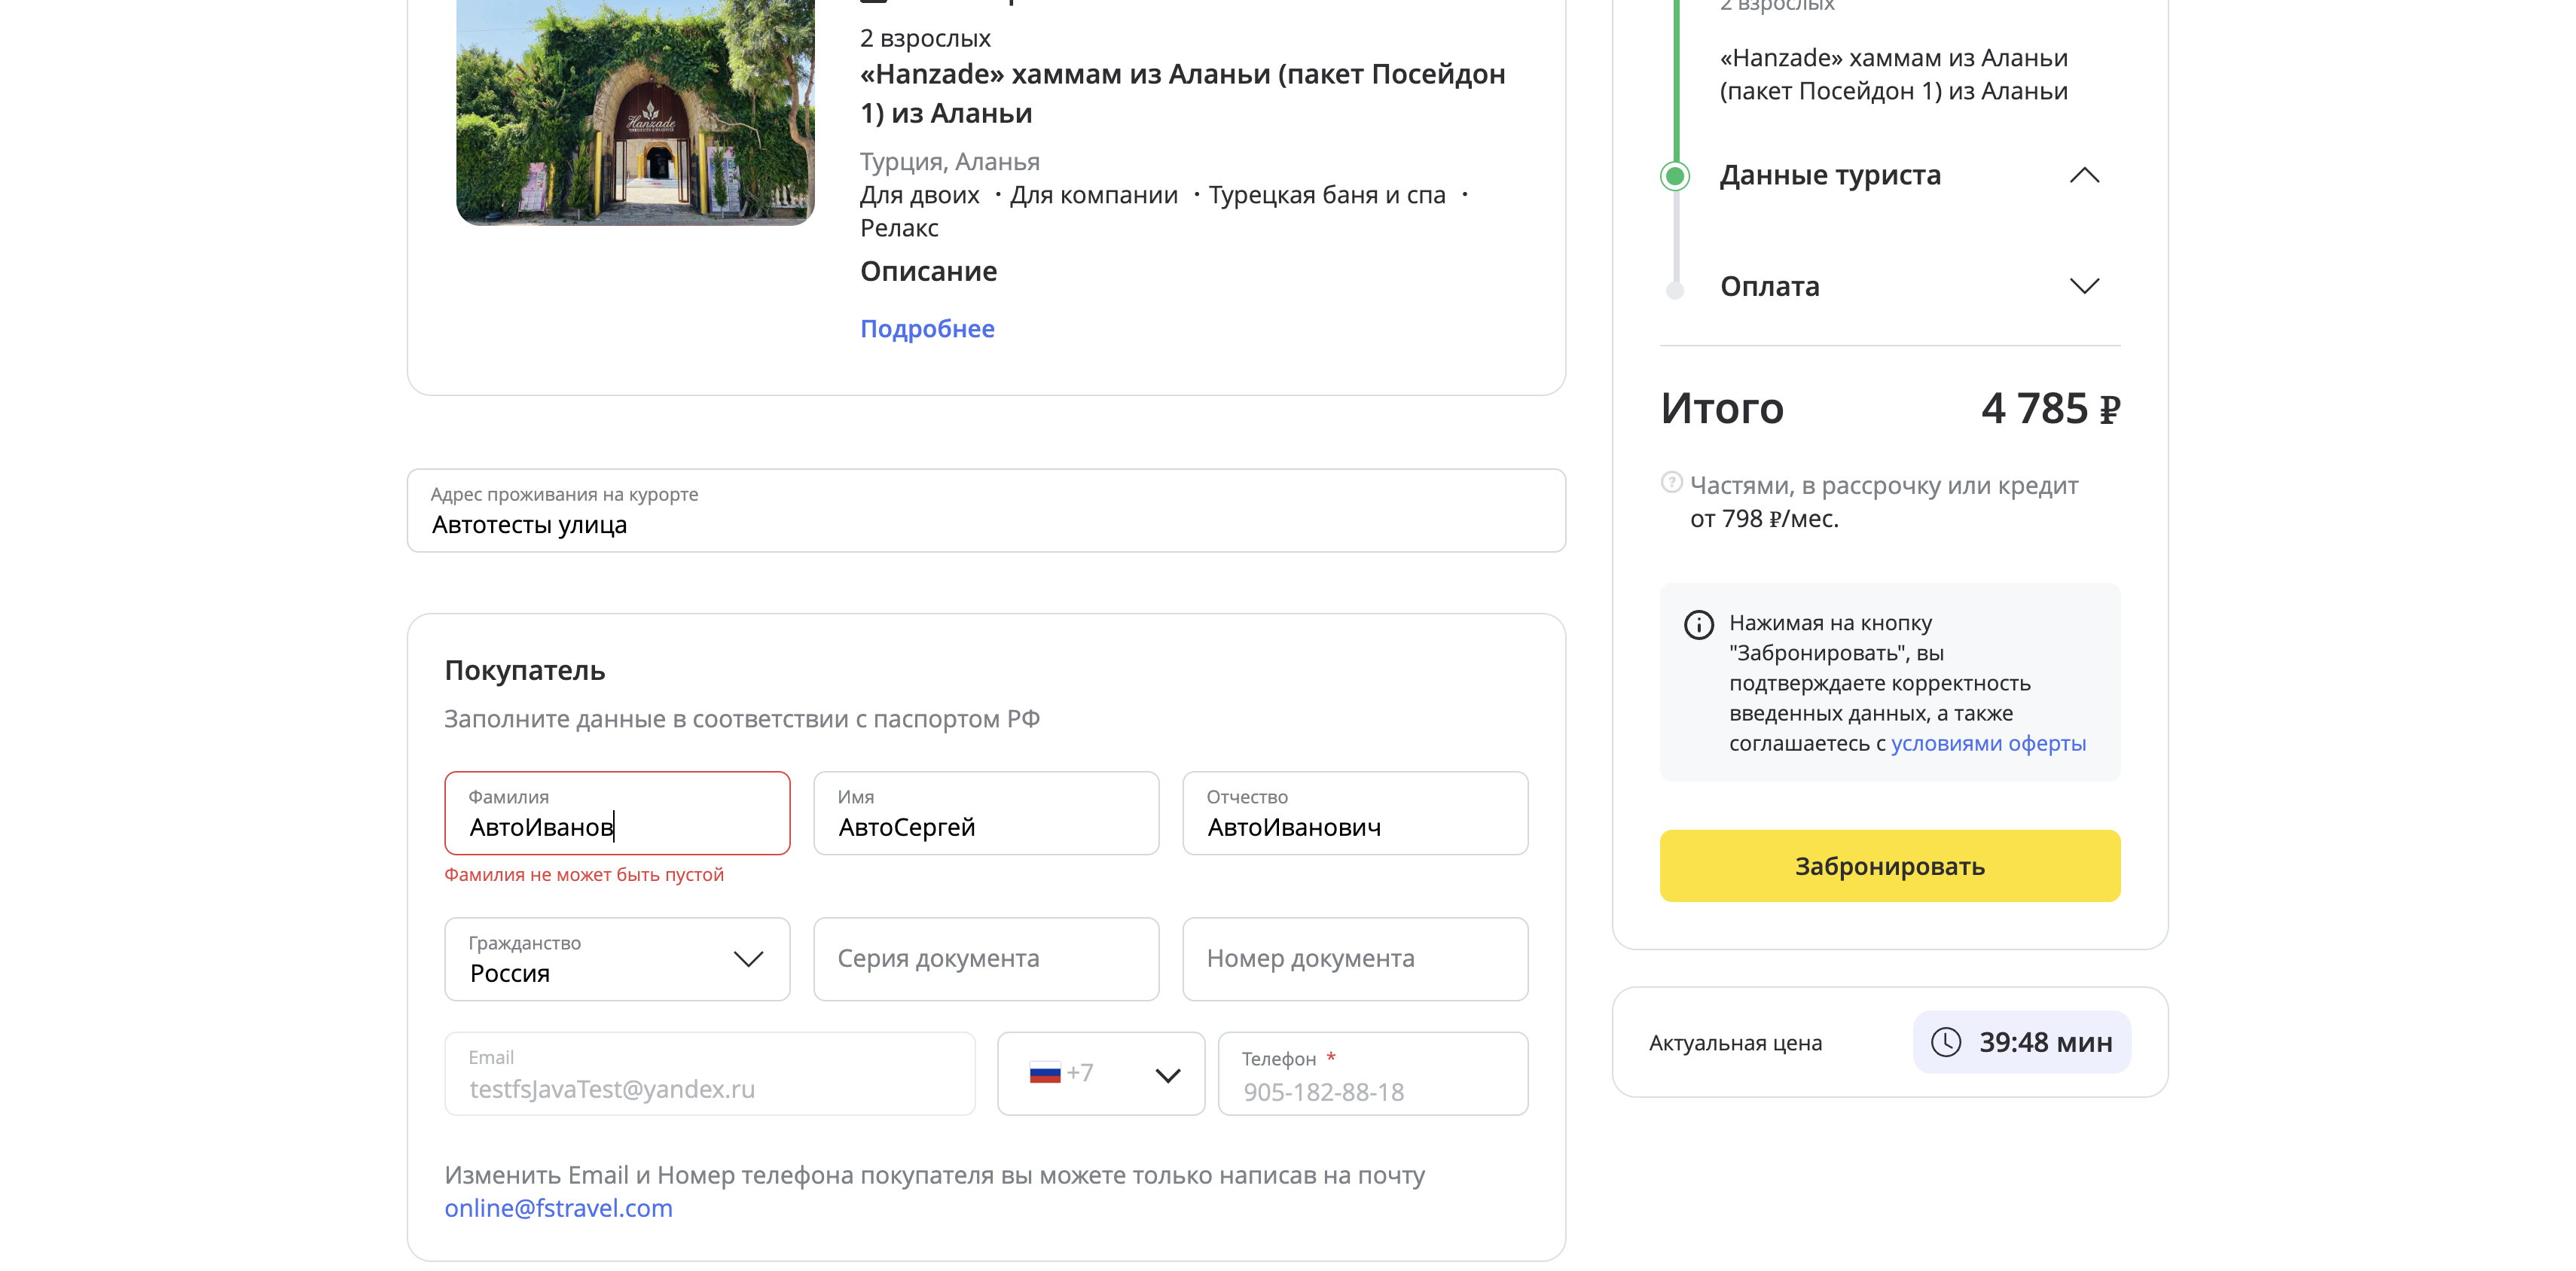 2 взрослых
«Hanzade» хаммам из Аланьи (пакет Посейдон
1) из Аланьи
Турция, Аланья
Для двоих · Для компании · Турецкая баня и спа ·
Релакс
Описание
Подробнее
Hanzade
Адрес проживания на курорте
Автотесты улица
Покупатель
Заполните данные в соответствии с паспортом РФ
Фамилия
АвтоИванов
Фамилия не может быть пустой
Имя
АвтоСергей
Отчество
АвтоИванович
Гражданство
Россия
Серия документа
Номер документа
Email
testfsJavaTest@yandex.ru
+7
Телефон *
905-182-88-18
Изменить Email и Номер телефона покупателя вы можете только написав на почту
online@fstravel.com
2 взрослых
«Hanzade» хаммам из Аланьи
(пакет Посейдон 1) из Аланьи
Данные туриста
Оплата
Итого 4 785 ₽
Частями, в рассрочку или кредит
от 798 ₽/мес.
Нажимая на кнопку
"Забронировать", вы
подтверждаете корректность
введенных данных, а также
соглашаетесь с условиями оферты
Забронировать
Актуальная цена 39:48 мин